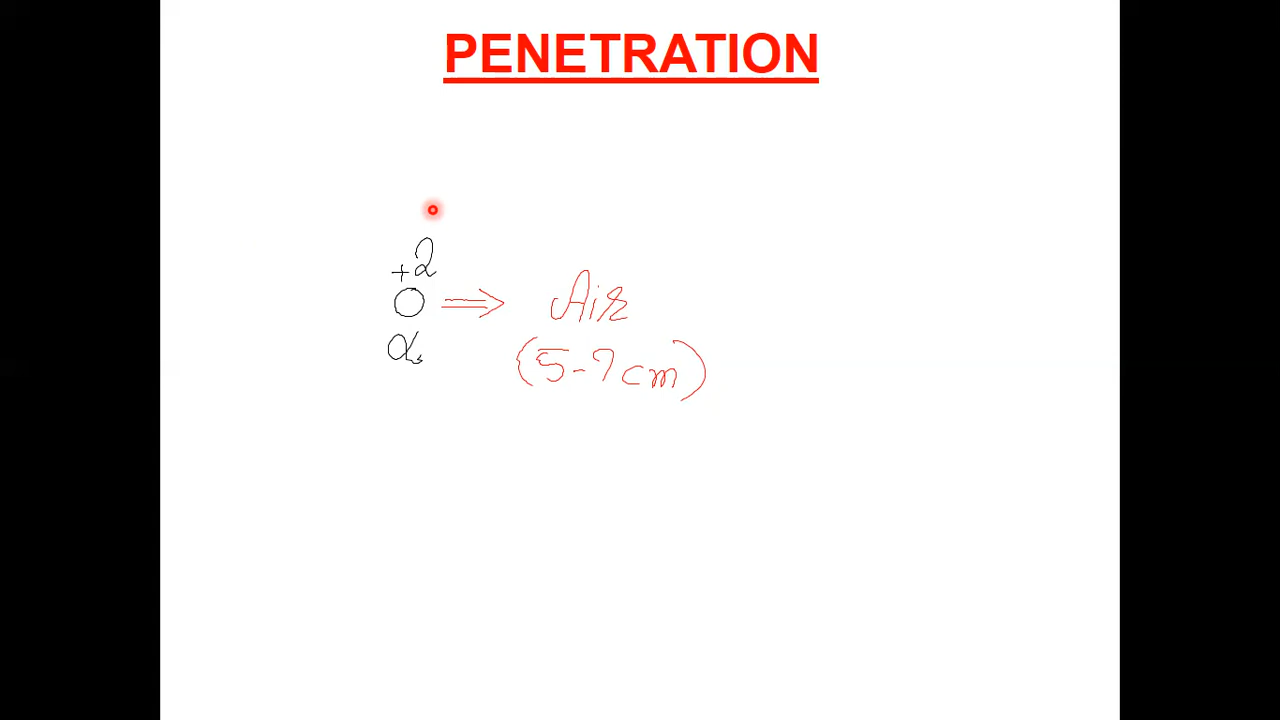 PENETRATION
+2
α
Air
(5-7cm)